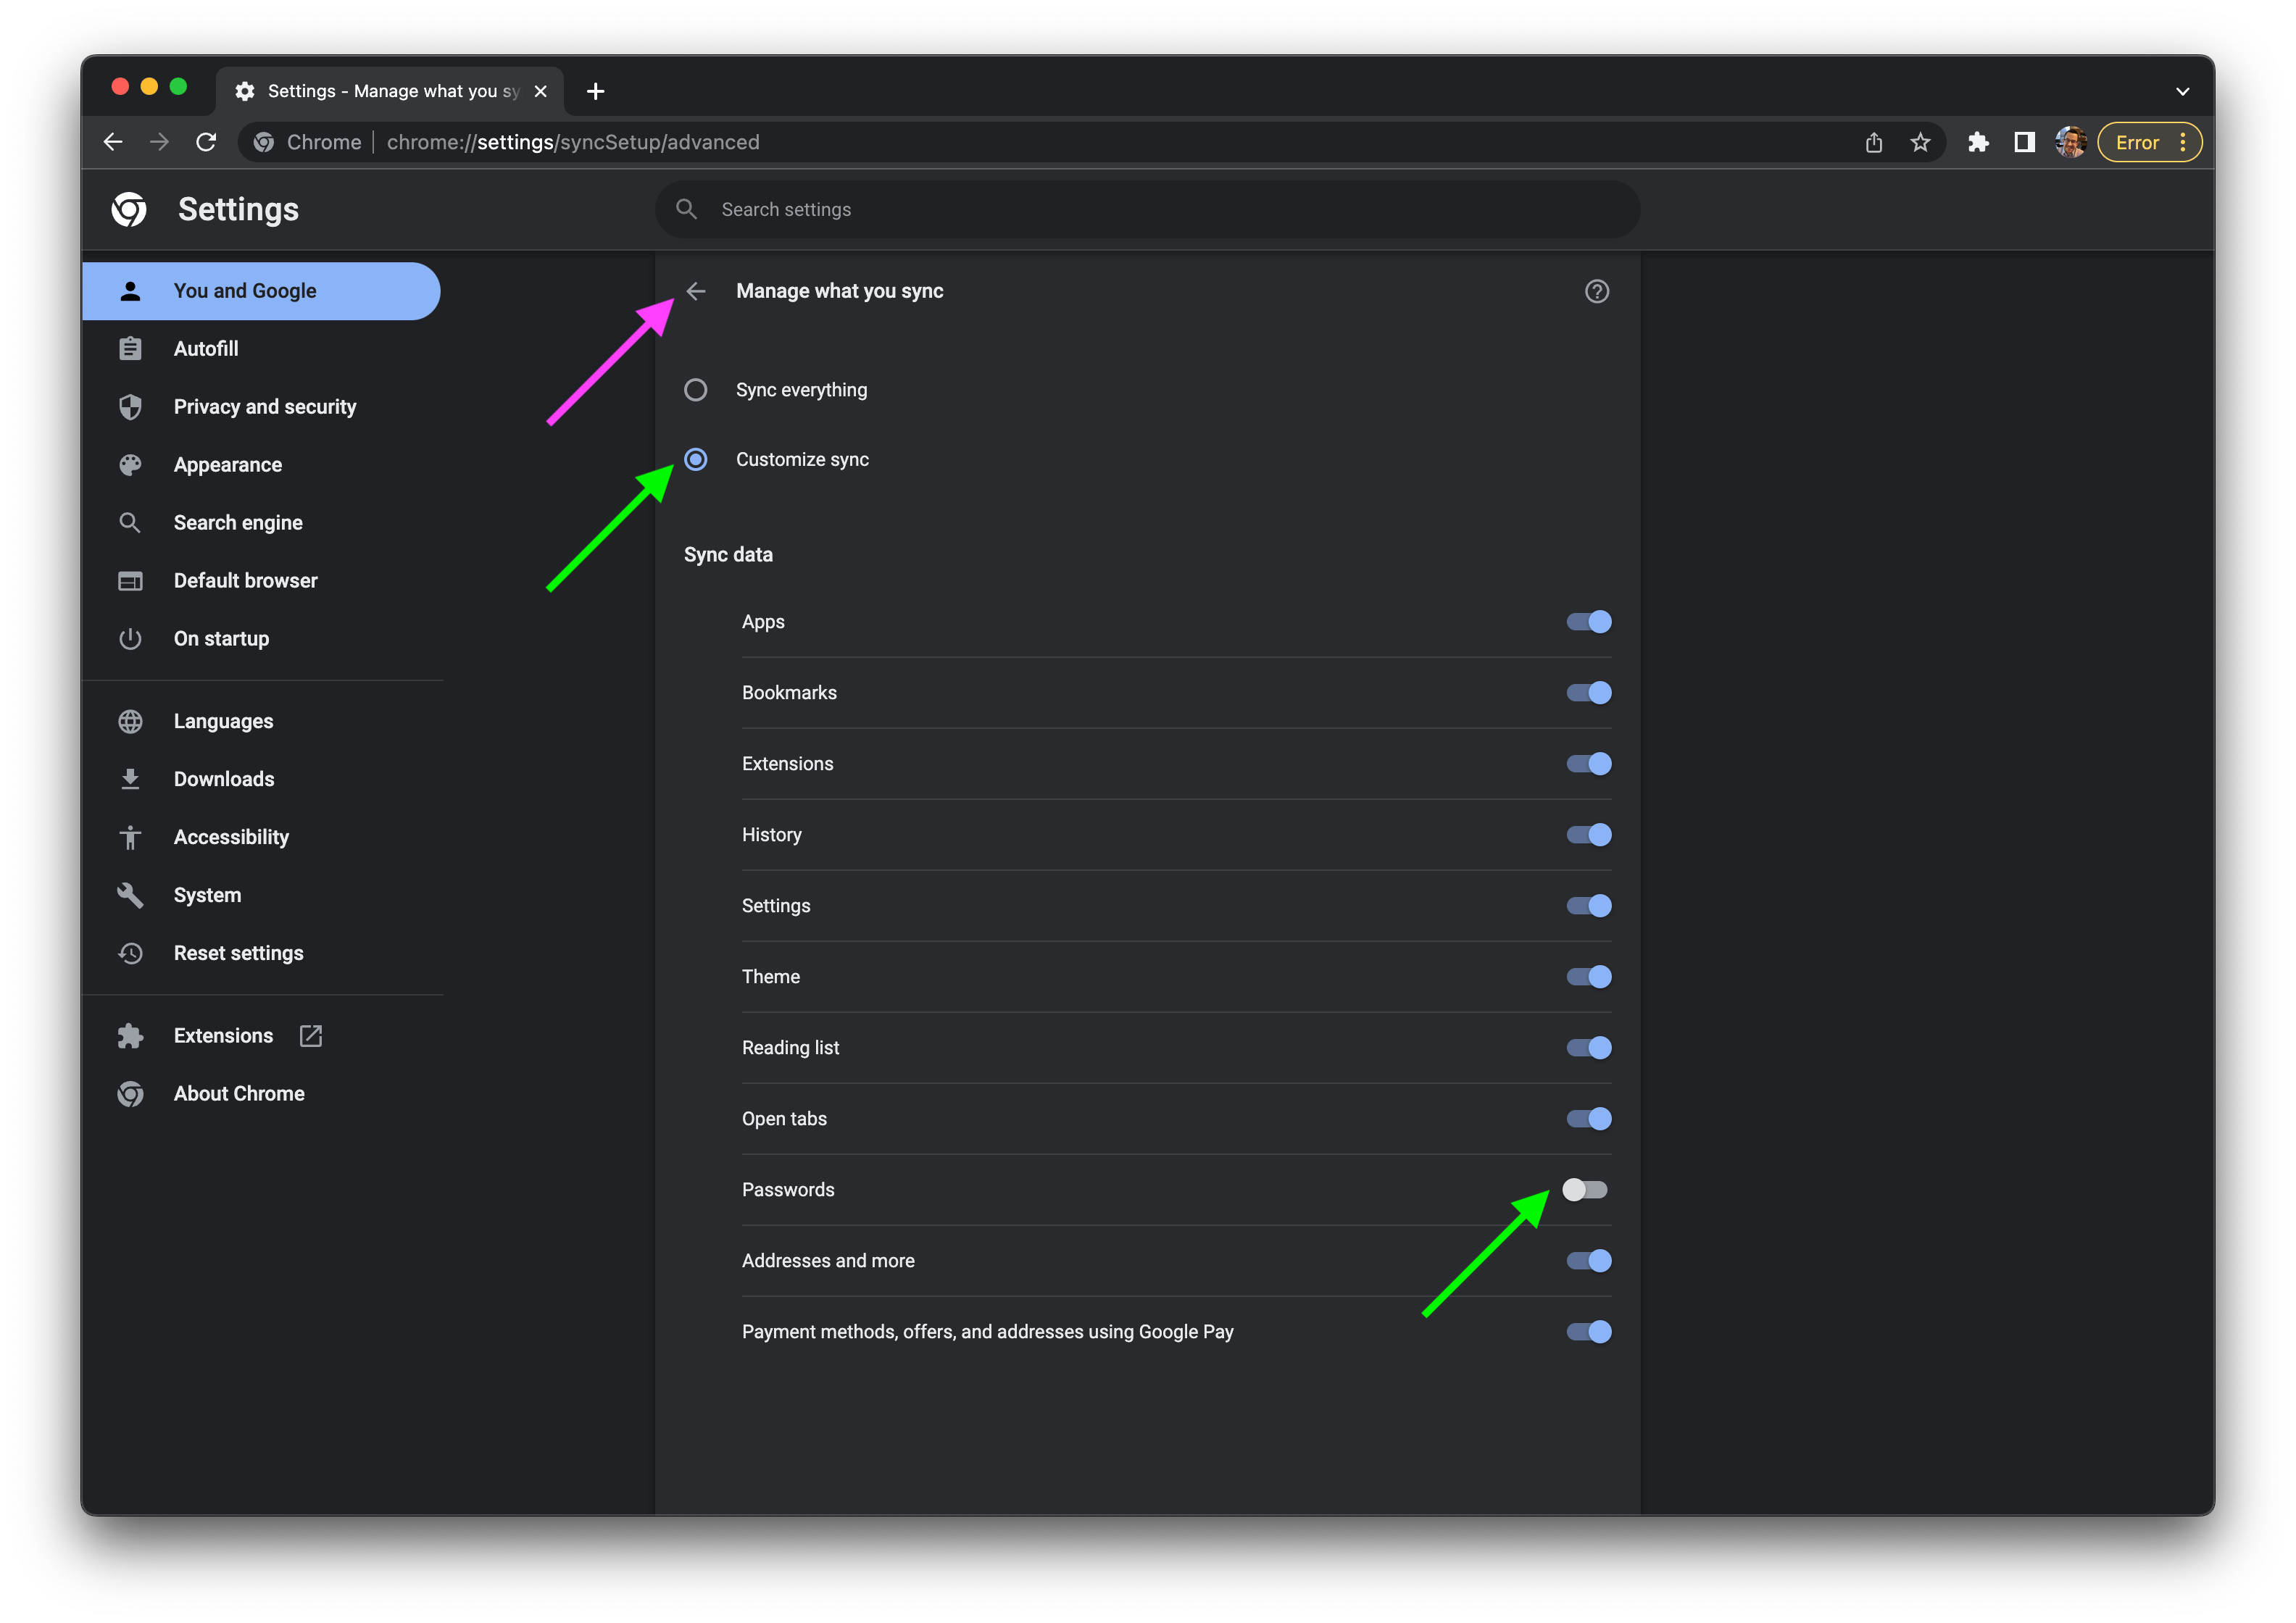 Settings - Manage what you sy
Chrome
chrome://settings/syncSetup/advanced
Error
Settings
Search settings
You and Google
Autofill
Privacy and security
Appearance
Search engine
Default browser
On startup
Languages
Downloads
Accessibility
System
Reset settings
Extensions
About Chrome
Manage what you sync
Sync everything
Customize sync
Sync data
Apps
Bookmarks
Extensions
History
Settings
Theme
Reading list
Open tabs
Passwords
Addresses and more
Payment methods, offers, and addresses using Google Pay